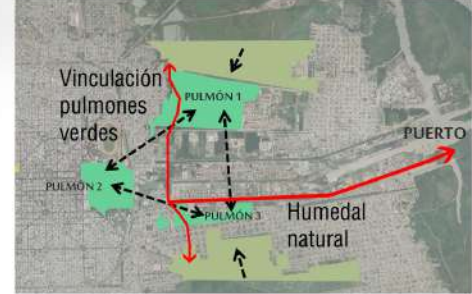 Vinculación
pulmones
verdes
PULMÓN 1
PUERTO
PULMÓN 2
PULMÓN 3
Humedal
natural